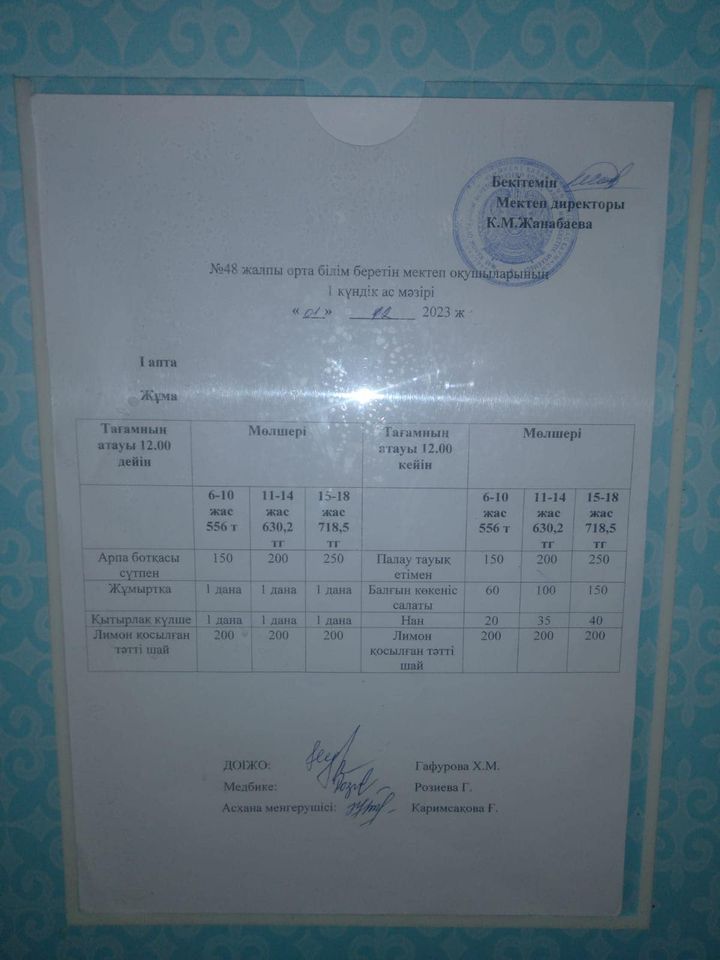 Бекітемін
Мектеп директоры
К.М.Жанабаева
№48 жалпы орта білім беретін мектеп оқушыларының
1 күндік ас мәзірі
« 01 » 12 2023 ж
I апта
Жұма
Тағамның атауы 12.00 дейін Мөлшері Тағамның атауы 12.00 кейін Мөлшері
6-10 жас 556 т 11-14 жас 630,2 тг 15-18 жас 718,5 тг 6-10 жас 556 т 11-14 жас 630,2 тг 15-18 жас 718,5 тг
Арпа ботқасы сүтпен 150 200 250 Палау тауық етімен 150 200 250
Жұмыртқа 1 дана 1 дана 1 дана Балғын көкеніс салаты 60 100 150
Қытырлақ күлше 1 дана 1 дана 1 дана Нан 20 35 40
Лимон қосылған тәтті шай 200 200 200 Лимон қосылған тәтті шай 200 200 200
ДОІЖО: Гафурова Х.М.
Медбике: Розиева Г.
Асхана менгерушісі: Каримсақова Ғ.